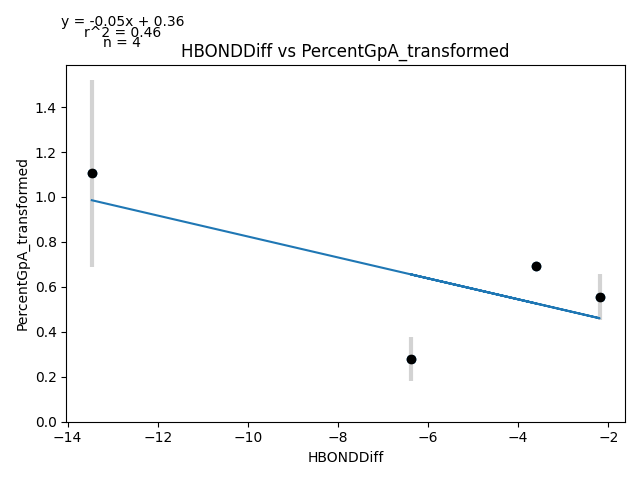 y = -0.05x + 0.36
r^2 = 0.46
n = 4
HBONDDiff vs PercentGpA_transformed
PercentGpA_transformed
1.4
1.2
1.0
0.8
0.6
0.4
0.2
0.0
−14
−12
−10
−8
−6
−4
−2
HBONDDiff